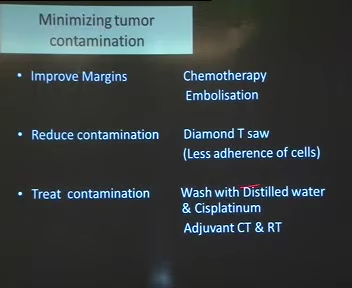 Minimizing tumor
contamination
• Improve Margins
Chemotherapy
Embolisation
• Reduce contamination
Diamond T saw
(Less adherence of cells)
• Treat contamination
Wash with Distilled water
& Cisplatinum
Adjuvant CT & RT